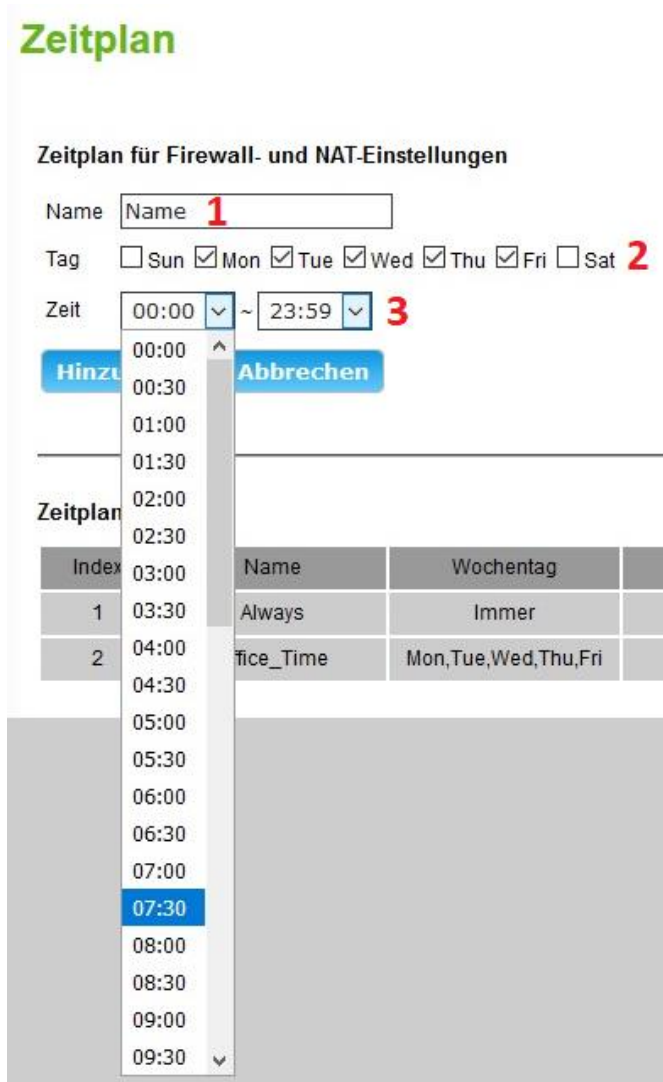 Zeitplan
Zeitplan für Firewall- und NAT-Einstellungen
Name Name 1
Tag Sun Mon Tue Wed Thu Fri Sat 2
Zeit 00:00 ~ 23:59 3
Hinzu Abbrechen
00:00
00:30
01:00
01:30
02:00
02:30
03:00
03:30
04:00
04:30
05:00
05:30
06:00
06:30
07:00
07:30
08:00
08:30
09:00
09:30
Zeitplan
Index Name Wochentag
1 Always Immer
2 ffice_Time Mon,Tue,Wed,Thu,Fri